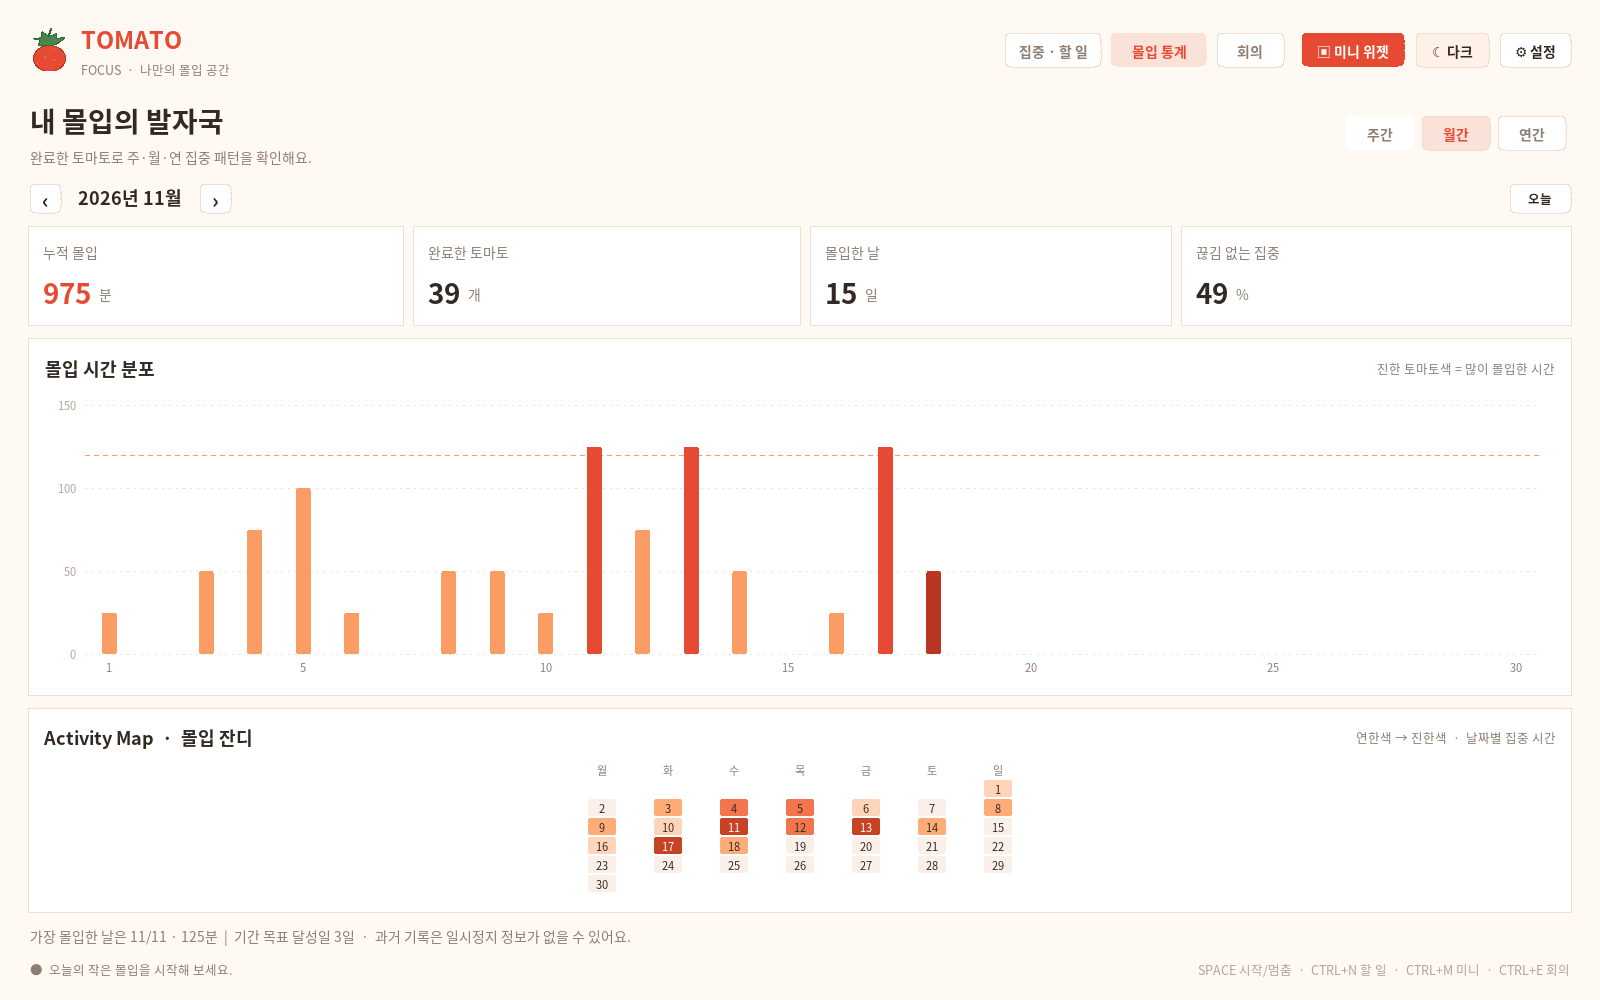 TOMATO
FOCUS · 나만의 몰입 공간
집중 · 할 일
몰입 통계
회의
▣ 미니 위젯
☾ 다크
⚙ 설정
내 몰입의 발자국
완료한 토마토로 주·월·연 집중 패턴을 확인해요.
주간
월간
연간
‹ 2026년 11월 ›
오늘
누적 몰입
975 분
완료한 토마토
39 개
몰입한 날
15 일
끊김 없는 집중
49 %
몰입 시간 분포
진한 토마토색 = 많이 몰입한 시간
150
100
50
0
1 5 10 15 20 25 30
Activity Map · 몰입 잔디
연한색 → 진한색 · 날짜별 집중 시간
월 화 수 목 금 토 일
1
2 3 4 5 6 7 8
9 10 11 12 13 14 15
16 17 18 19 20 21 22
23 24 25 26 27 28 29
30
가장 몰입한 날은 11/11 · 125분 | 기간 목표 달성일 3일 · 과거 기록은 일시정지 정보가 없을 수 있어요.
● 오늘의 작은 몰입을 시작해 보세요.
SPACE 시작/멈춤 · CTRL+N 할 일 · CTRL+M 미니 · CTRL+E 회의